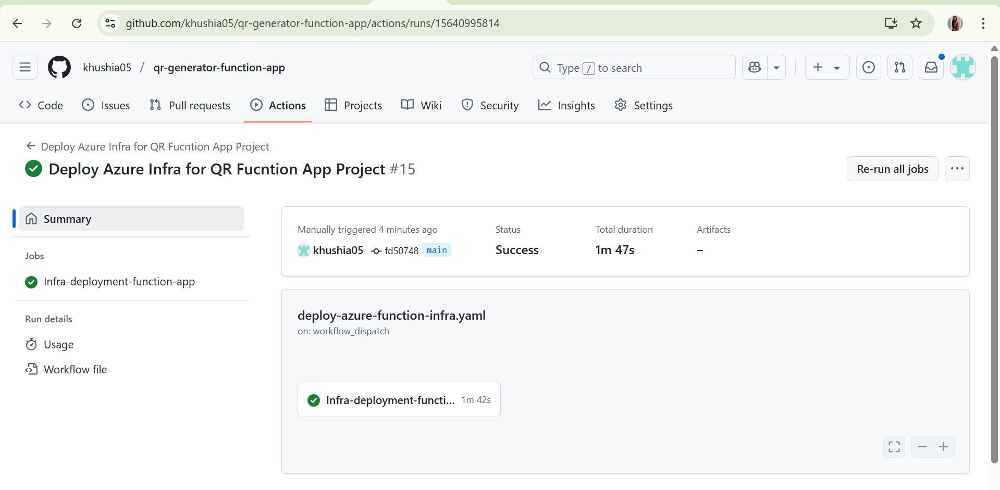 github.com/khushia05/qr-generator-function-app/actions/runs/15640995814
khushia05 / qr-generator-function-app
Type / to search
Code Issues Pull requests Actions Projects Wiki Security Insights Settings
Deploy Azure Infra for QR Fucntion App Project
Deploy Azure Infra for QR Fucntion App Project #15
Re-run all jobs
Summary
Jobs
Infra-deployment-function-app
Run details
Usage
Workflow file
Manually triggered 4 minutes ago
khushia05 fd50748 main
Status
Success
Total duration
1m 47s
Artifacts
–
deploy-azure-function-infra.yaml
on: workflow_dispatch
Infra-deployment-functi... 1m 42s